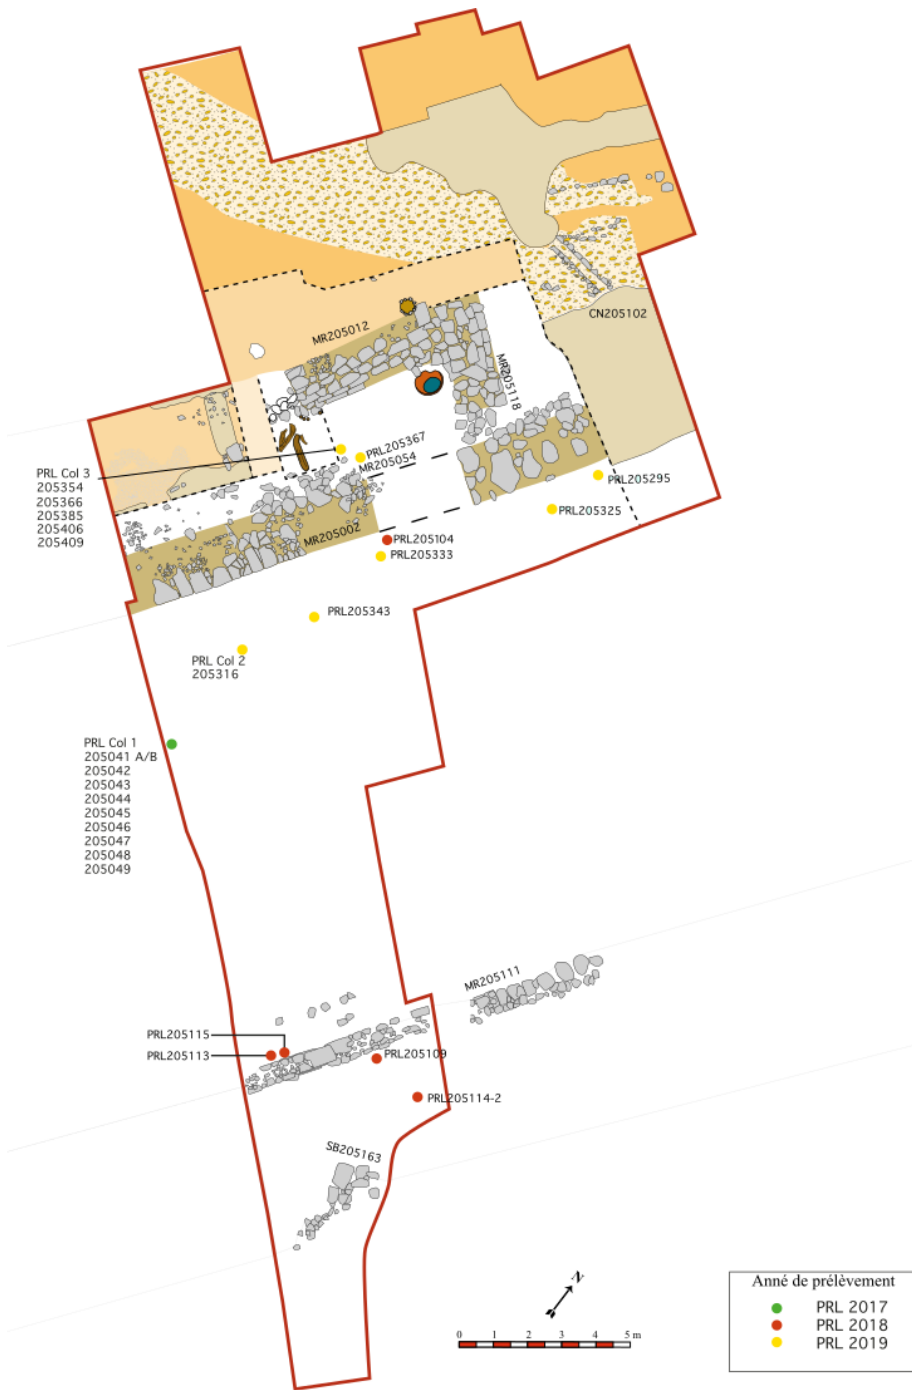 MR205012
CN205102
MR205118
PRL205367
MR205054
PRL Col 3
205354
205366
205385
205406
205409
PRL205295
PRL205325
MR205002
PRL205104
PRL205333
PRL205343
PRL Col 2
205316
PRL Col 1
205041 A/B
205042
205043
205044
205045
205046
205047
205048
205049
MR205111
PRL205115
PRL205113
PRL205109
PRL205114-2
SB205163
N
0 1 2 3 4 5 m
Anné de prélèvement
PRL 2017
PRL 2018
PRL 2019